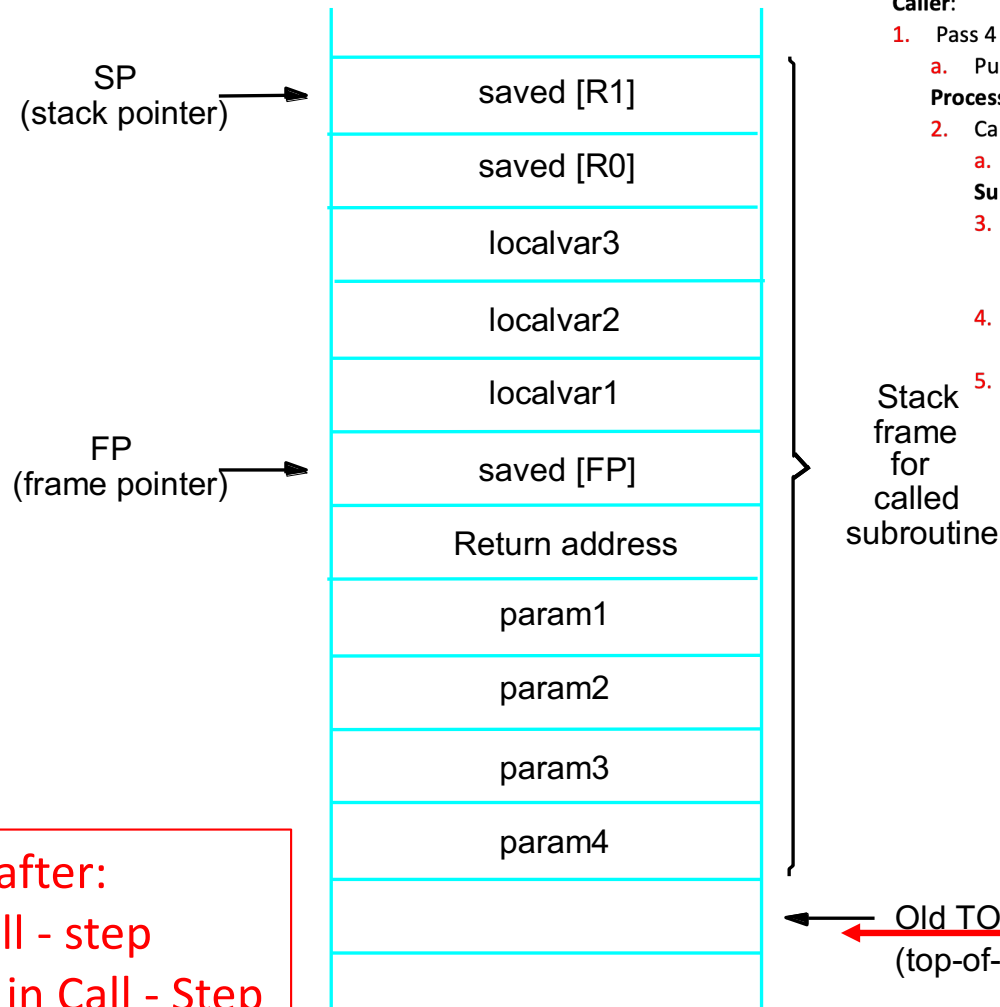 Caller:
1. Pass 4
a. Pu
Process
2. Ca
a.
Su
3.
4.
5.
SP
(stack pointer)
FP
(frame pointer)
saved [R1]
saved [R0]
localvar3
localvar2
localvar1
saved [FP]
Return address
param1
param2
param3
param4
Stack
frame
for
called
subroutine
Old TO
(top-of-
after:
ll - step
in Call - Step